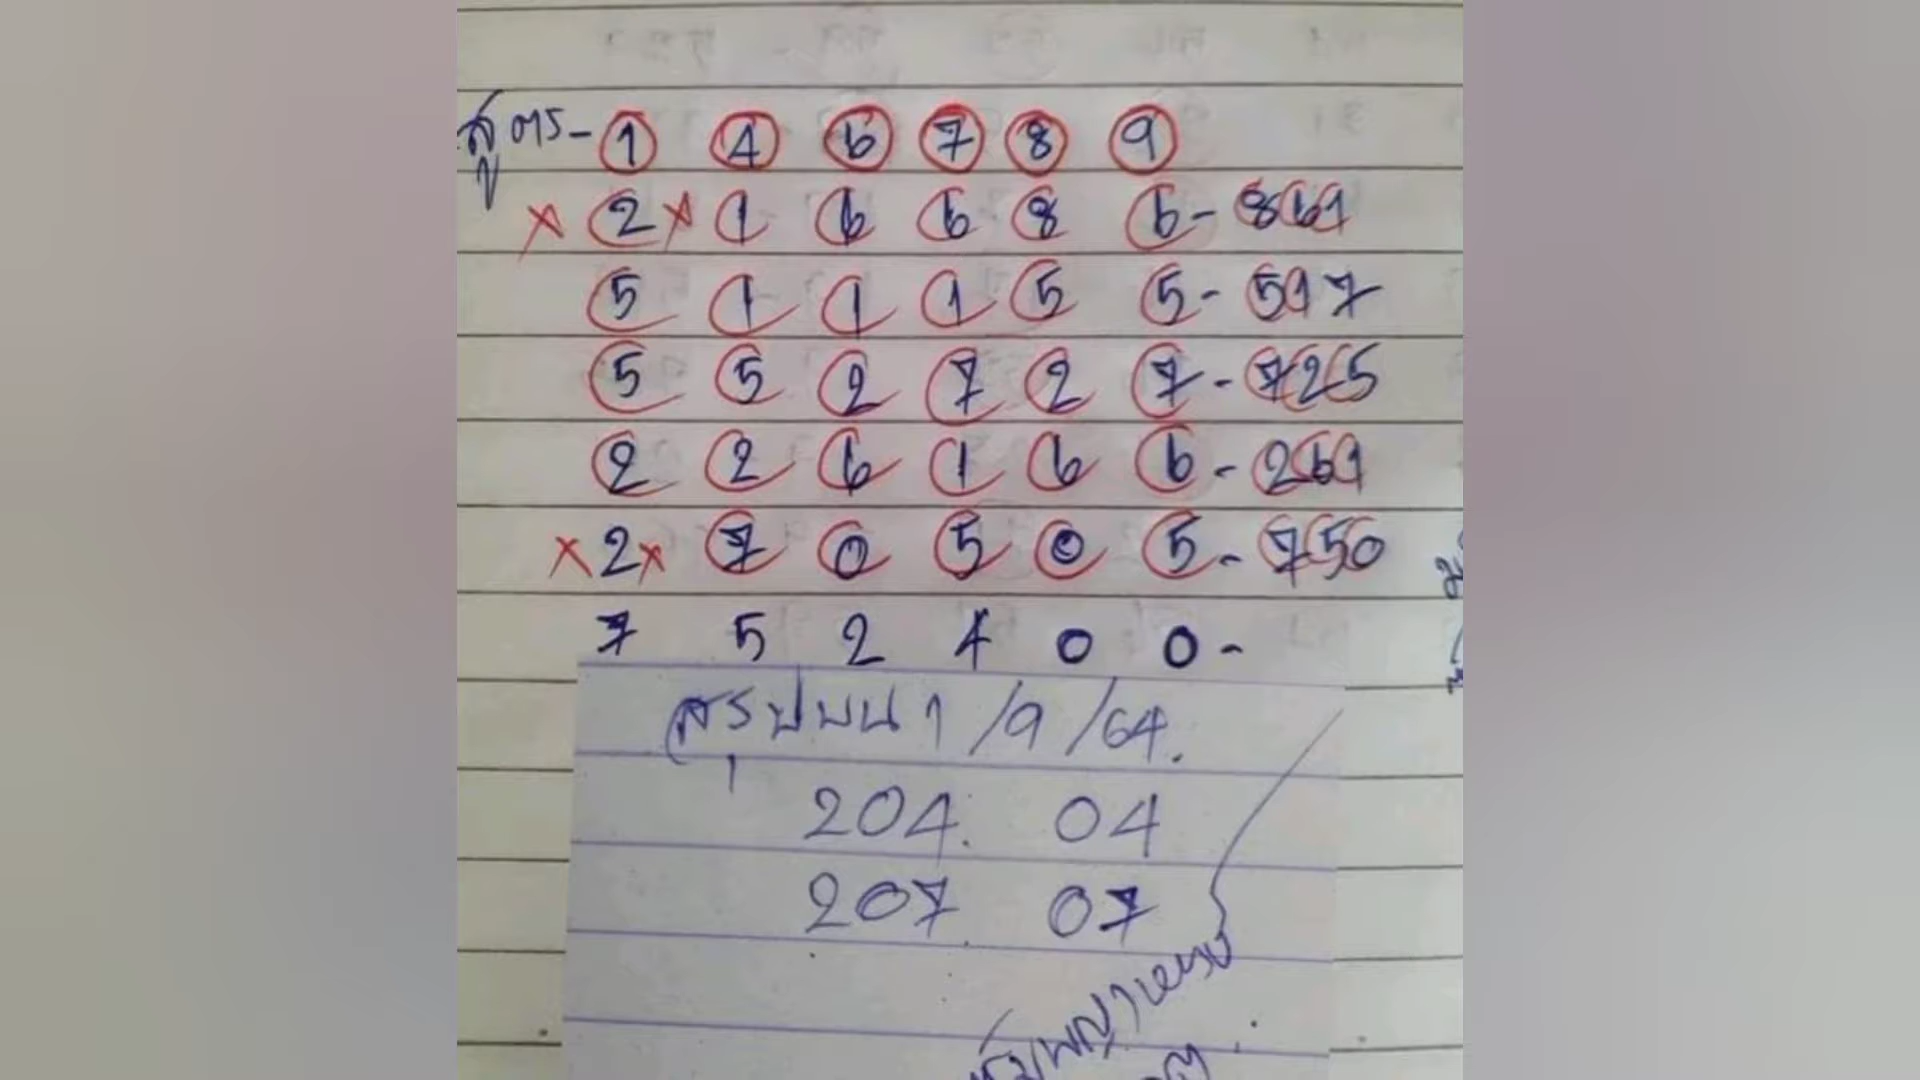 สูตร- 1 4 6 7 8 9
× 2 × 1 6 6 8 6 - 861
5 1 1 1 5 5 - 517
5 5 2 7 2 7 - 725
2 2 6 1 6 6 - 261
× 2 × 7 0 5 0 5 - 750
7 5 2 4 0 0 -
สรุปบน 1/9/64.
204. 04
207. 07